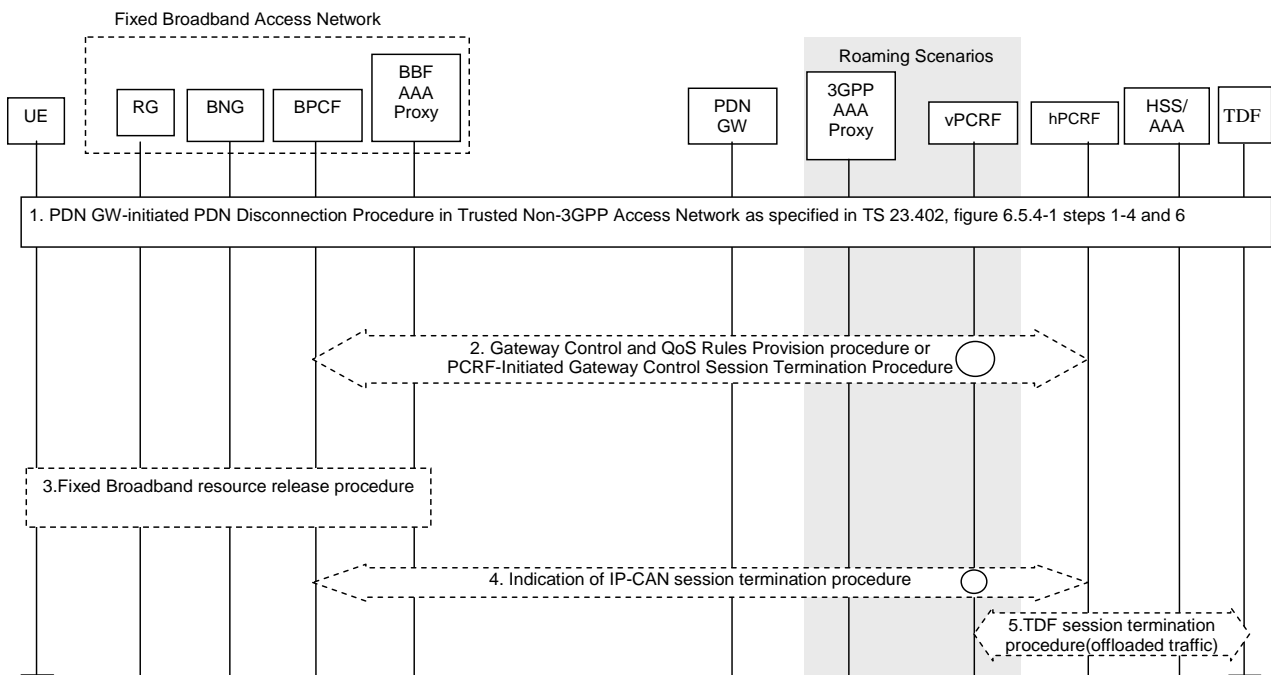 Fixed Broadband Access Network
Roaming Scenarios
UE
RG
BNG
BPCF
BBF
AAA
Proxy
PDN
GW
3GPP
AAA
Proxy
vPCRF
hPCRF
HSS/
AAA
TDF
1. PDN GW-initiated PDN Disconnection Procedure in Trusted Non-3GPP Access Network as specified in TS 23.402, figure 6.5.4-1 steps 1-4 and 6
2. Gateway Control and QoS Rules Provision procedure or
PCRF-Initiated Gateway Control Session Termination Procedure
3.Fixed Broadband resource release procedure
4. Indication of IP-CAN session termination procedure
5.TDF session termination
procedure(offloaded traffic)